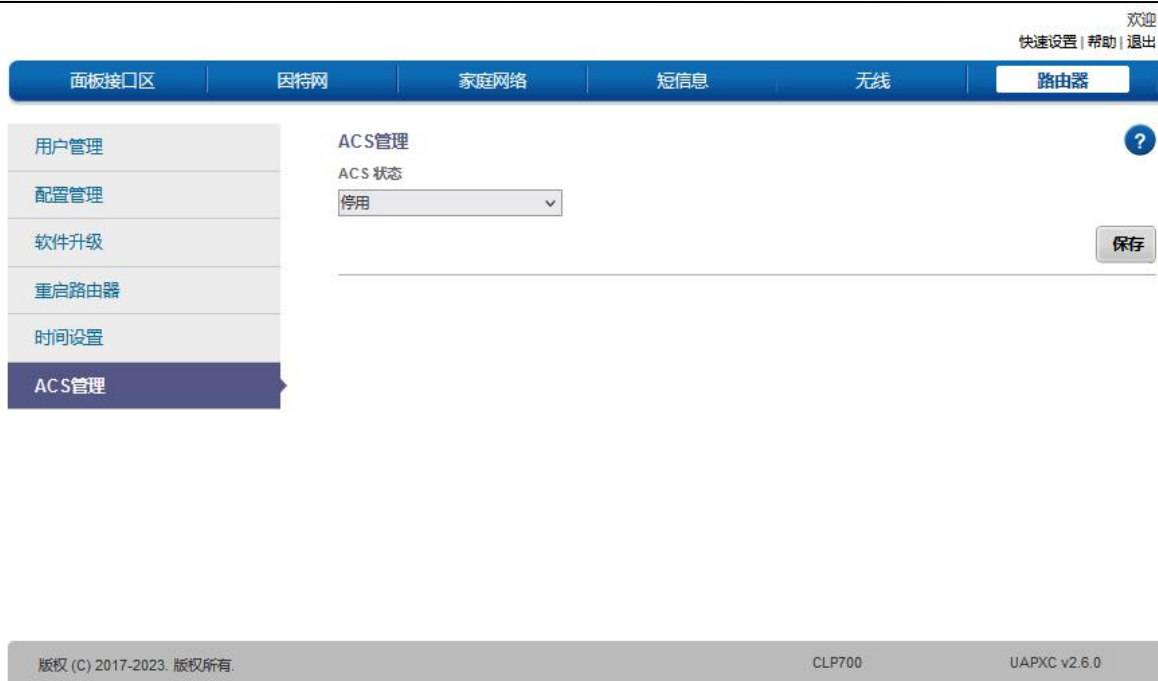 欢迎
快速设置 | 帮助 | 退出
面板接口区 因特网 家庭网络 短信息 无线 路由器
用户管理
配置管理
软件升级
重启路由器
时间设置
ACS管理
ACS管理
?
ACS 状态
停用
保存
版权 (C) 2017-2023. 版权所有. CLP700 UAPXC v2.6.0